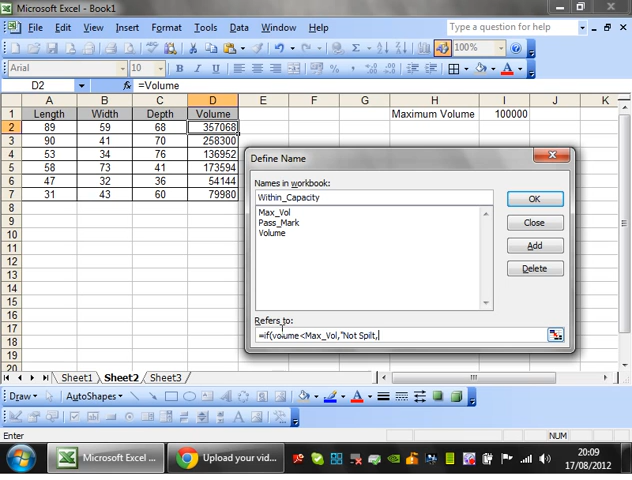 Microsoft Excel - Book1
File Edit View Insert Format Tools Data Window Help Type a question for help
100%
Arial 10 B I U
D2 fx =Volume
A B C D E F G H I J K
1 Length Width Depth Volume Maximum Volume 100000
2 89 59 68 357068
3 90 41 70 258300
4 53 34 76 136952
5 58 73 41 173594
6 47 32 36 54144
7 31 43 60 79980
8
9
10
11
12
13
14
15
16
17
18
19
20
Define Name
Names in workbook:
Within_Capacity
Max_Vol
Pass_Mark
Volume
OK
Close
Add
Delete
Refers to:
=if(volume<Max_Vol,"Not Spilt,
Sheet1 Sheet2 Sheet3
Draw AutoShapes
Enter NUM
Microsoft Excel ... Upload your vid... 20:09
17/08/2012